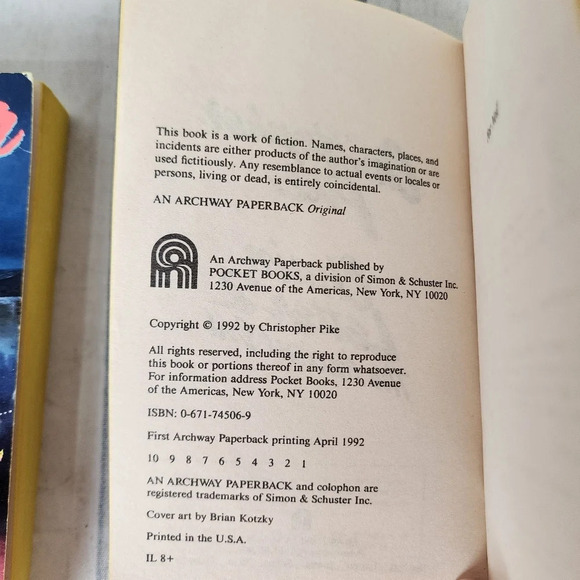 This book is a work of fiction. Names, characters, places, and
incidents are either products of the author's imagination or are
used fictitiously. Any resemblance to actual events or locales or
persons, living or dead, is entirely coincidental.
AN ARCHWAY PAPERBACK Original
An Archway Paperback published by
POCKET BOOKS, a division of Simon & Schuster Inc.
1230 Avenue of the Americas, New York, NY 10020
Copyright © 1992 by Christopher Pike
All rights reserved, including the right to reproduce
this book or portions thereof in any form whatsoever.
For information address Pocket Books, 1230 Avenue
of the Americas, New York, NY 10020
ISBN: 0-671-74506-9
First Archway Paperback printing April 1992
10 9 8 7 6 5 4 3 2 1
AN ARCHWAY PAPERBACK and colophon are
registered trademarks of Simon & Schuster Inc.
Cover art by Brian Kotzky
Printed in the U.S.A.
IL 8+